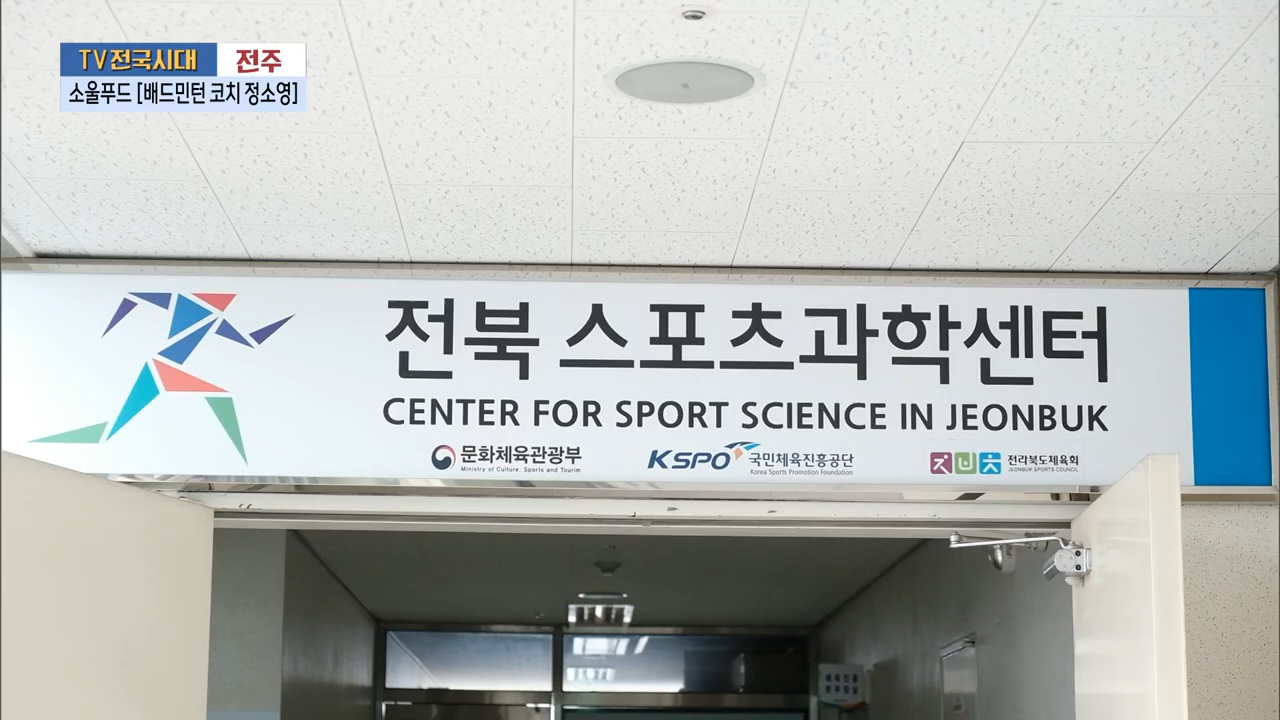 TV전국시대 전주
소울푸드 [배드민턴 코치 정소영]
전북 스포츠과학센터
CENTER FOR SPORT SCIENCE IN JEONBUK
문화체육관광부
Ministry of Culture, Sports and Tourim
KSPO 국민체육진흥공단
Korea Sports Promotion Foundation
전라북도체육회
JEONBUK SPORTS COUNCIL